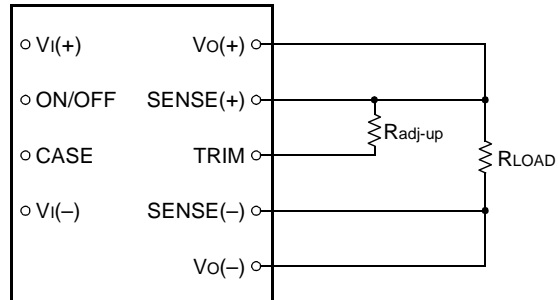 VI(+) VO(+)
ON/OFF SENSE(+)
Radj-up
CASE TRIM
RLOAD
VI(–) SENSE(–)
VO(–)